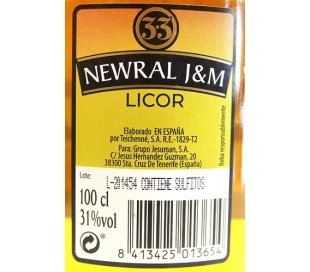 33
NEWRAL J&M
LICOR
Elaborado EN ESPAÑA
por Teichenné, S.A. R.E.-1829-T2
Para: Grupo Jesuman, S.A.
C/ Jesus Hernandez Guzman, 20
38300 Sta. Cruz De Tenerife (España)
Beba responsablemente
Lote: L-201454 CONTIENE SULFITOS
100 cl
31%vol
8 413425 013654